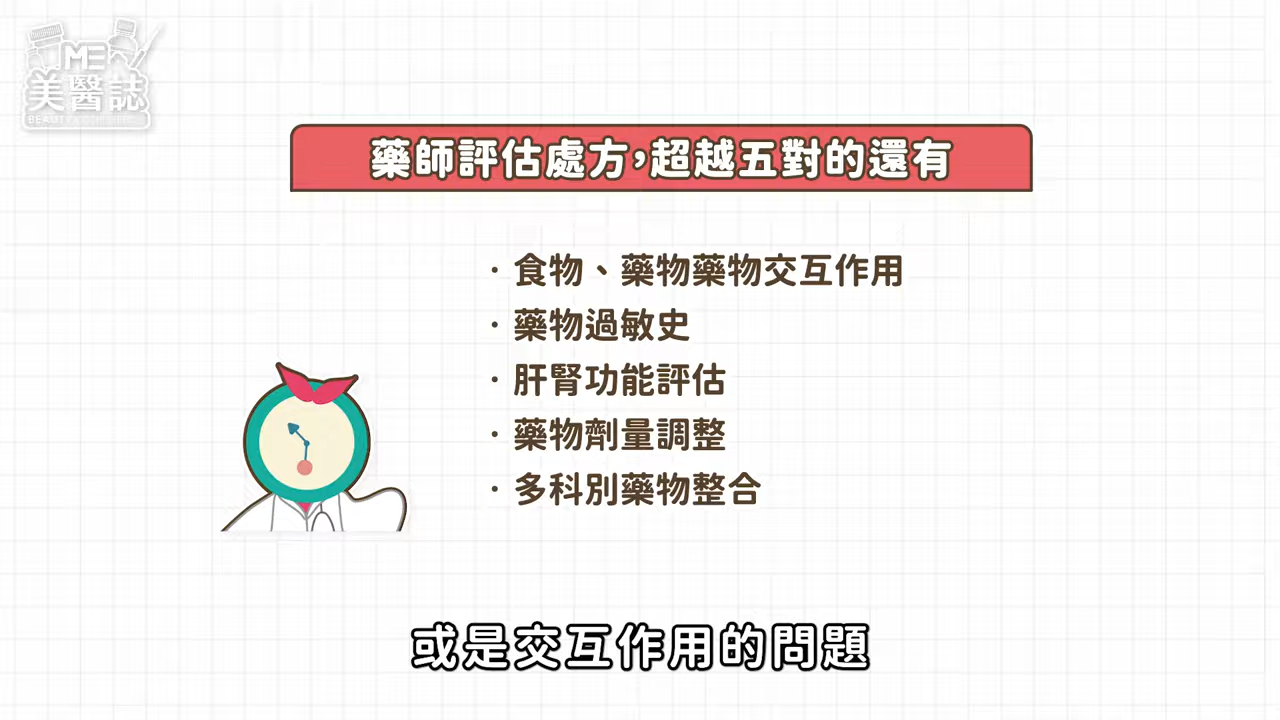 ME
美醫誌
藥師評估處方，超越五對的還有
· 食物、藥物藥物交互作用
· 藥物過敏史
· 肝腎功能評估
· 藥物劑量調整
· 多科別藥物整合
或是交互作用的問題